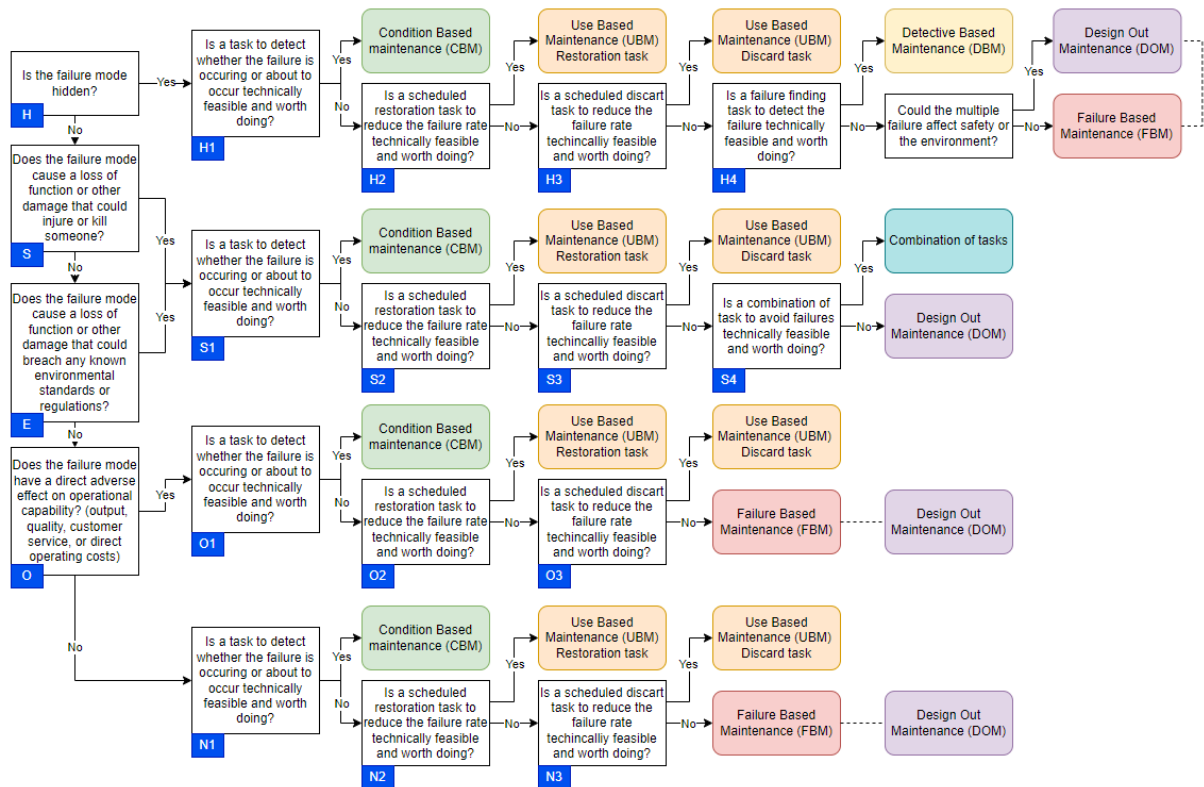 Is the failure mode
hidden?
H
Yes
No
Is a task to detect
whether the failure is
occuring or about to
occur technically
feasible and worth
doing?
H1
Yes
No
Condition Based
maintenance (CBM)
Is a scheduled
restoration task to
reduce the failure rate
techinically feasible
and worth doing?
H2
Yes
No
Use Based
Maintenance (UBM)
Restoration task
Is a scheduled discart
task to reduce the
failure rate
techincallly feasible
and worth doing?
H3
Yes
No
Use Based
Maintenance (UBM)
Discard task
Is a failure finding
task to detect the
failure technically
feasible and worth
doing?
H4
Yes
No
Detective Based
Maintenance (DBM)
Could the multiple
failure affect safety or
the environment?
Yes
No
Design Out
Maintenance (DOM)
Failure Based
Maintenance (FBM)
Does the failure mode
cause a loss of
function or other
damage that could
injure or kill
someone?
S
Yes
No
Does the failure mode
cause a loss of
function or other
damage that could
breach any known
environmental
standards or
regulations?
E
Yes
No
Is a task to detect
whether the failure is
occuring or about to
occur technically
feasible and worth
doing?
S1
Yes
No
Condition Based
maintenance (CBM)
Is a scheduled
restoration task to
reduce the failure rate
techinically feasible
and worth doing?
S2
Yes
No
Use Based
Maintenance (UBM)
Restoration task
Is a scheduled discart
task to reduce the
failure rate
techincallly feasible
and worth doing?
S3
Yes
No
Use Based
Maintenance (UBM)
Discard task
Is a combination of
task to avoid failures
technically feasible
and worth doing?
S4
Yes
No
Combination of tasks
Design Out
Maintenance (DOM)
Does the failure mode
have a direct adverse
effect on operational
capability? (output,
quality, customer
service, or direct
operating costs)
O
Yes
No
Is a task to detect
whether the failure is
occuring or about to
occur technically
feasible and worth
doing?
O1
Yes
No
Condition Based
maintenance (CBM)
Is a scheduled
restoration task to
reduce the failure rate
techinically feasible
and worth doing?
O2
Yes
No
Use Based
Maintenance (UBM)
Restoration task
Is a scheduled discart
task to reduce the
failure rate
techincallly feasible
and worth doing?
O3
Yes
No
Use Based
Maintenance (UBM)
Discard task
Failure Based
Maintenance (FBM)
Design Out
Maintenance (DOM)
Is a task to detect
whether the failure is
occuring or about to
occur technically
feasible and worth
doing?
N1
Yes
No
Condition Based
maintenance (CBM)
Is a scheduled
restoration task to
reduce the failure rate
techinically feasible
and worth doing?
N2
Yes
No
Use Based
Maintenance (UBM)
Restoration task
Is a scheduled discart
task to reduce the
failure rate
techincallly feasible
and worth doing?
N3
Yes
No
Use Based
Maintenance (UBM)
Discard task
Failure Based
Maintenance (FBM)
Design Out
Maintenance (DOM)